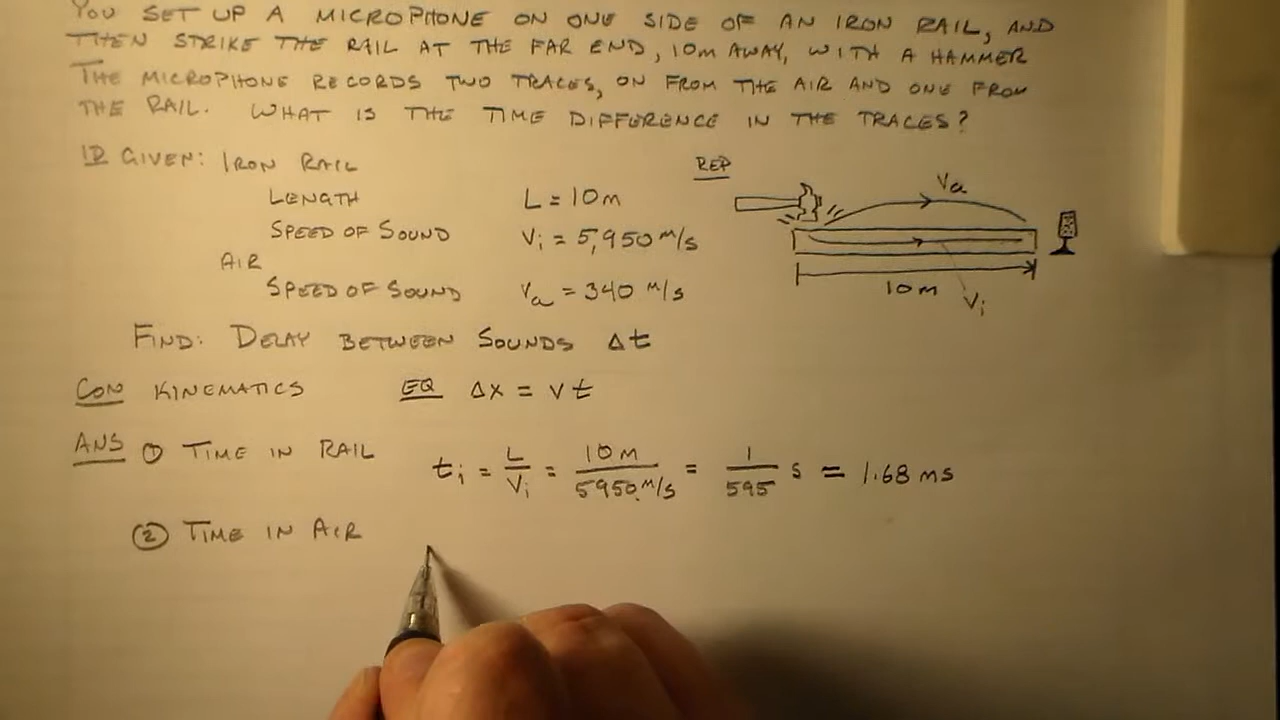 YOU SET UP A MICROPHONE ON ONE SIDE OF AN IRON RAIL, AND
THEN STRIKE THE RAIL AT THE FAR END, 10m AWAY, WITH A HAMMER
THE MICROPHONE RECORDS TWO TRACES, ON FROM THE AIR AND ONE FROM
THE RAIL. WHAT IS THE TIME DIFFERENCE IN THE TRACES?
ID GIVEN: IRON RAIL
LENGTH L = 10m
SPEED OF SOUND Vi = 5,950 m/s
AIR
SPEED OF SOUND Va = 340 m/s
REP
Va
10m
Vi
FIND: DELAY BETWEEN SOUNDS Δt
CON KINEMATICS EQ Δx = vt
ANS ① TIME IN RAIL ti = L/Vi = 10m/5950 m/s = 1/595 s = 1.68 ms
② TIME IN AIR